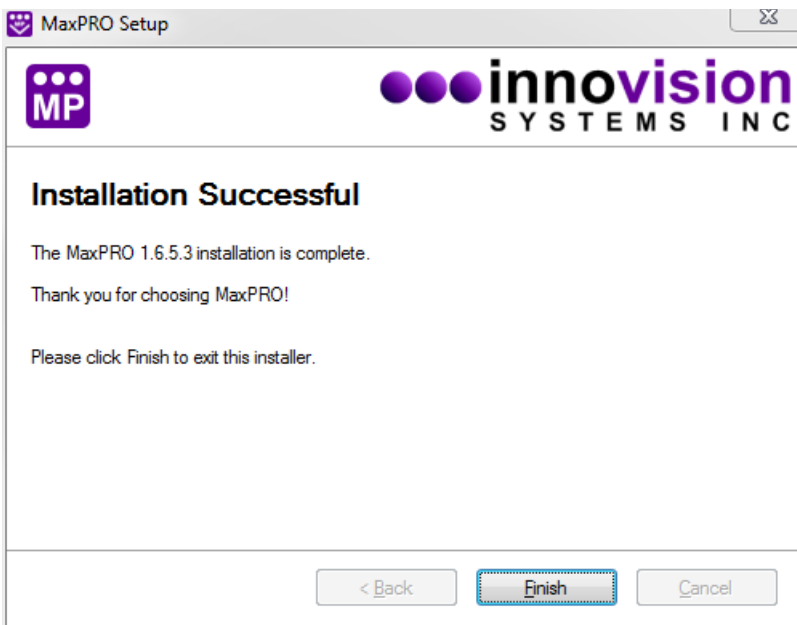 MaxPRO Setup
MP
innovision
SYSTEMS INC
Installation Successful
The MaxPRO 1.6.5.3 installation is complete.
Thank you for choosing MaxPRO!
Please click Finish to exit this installer.
< Back
Finish
Cancel